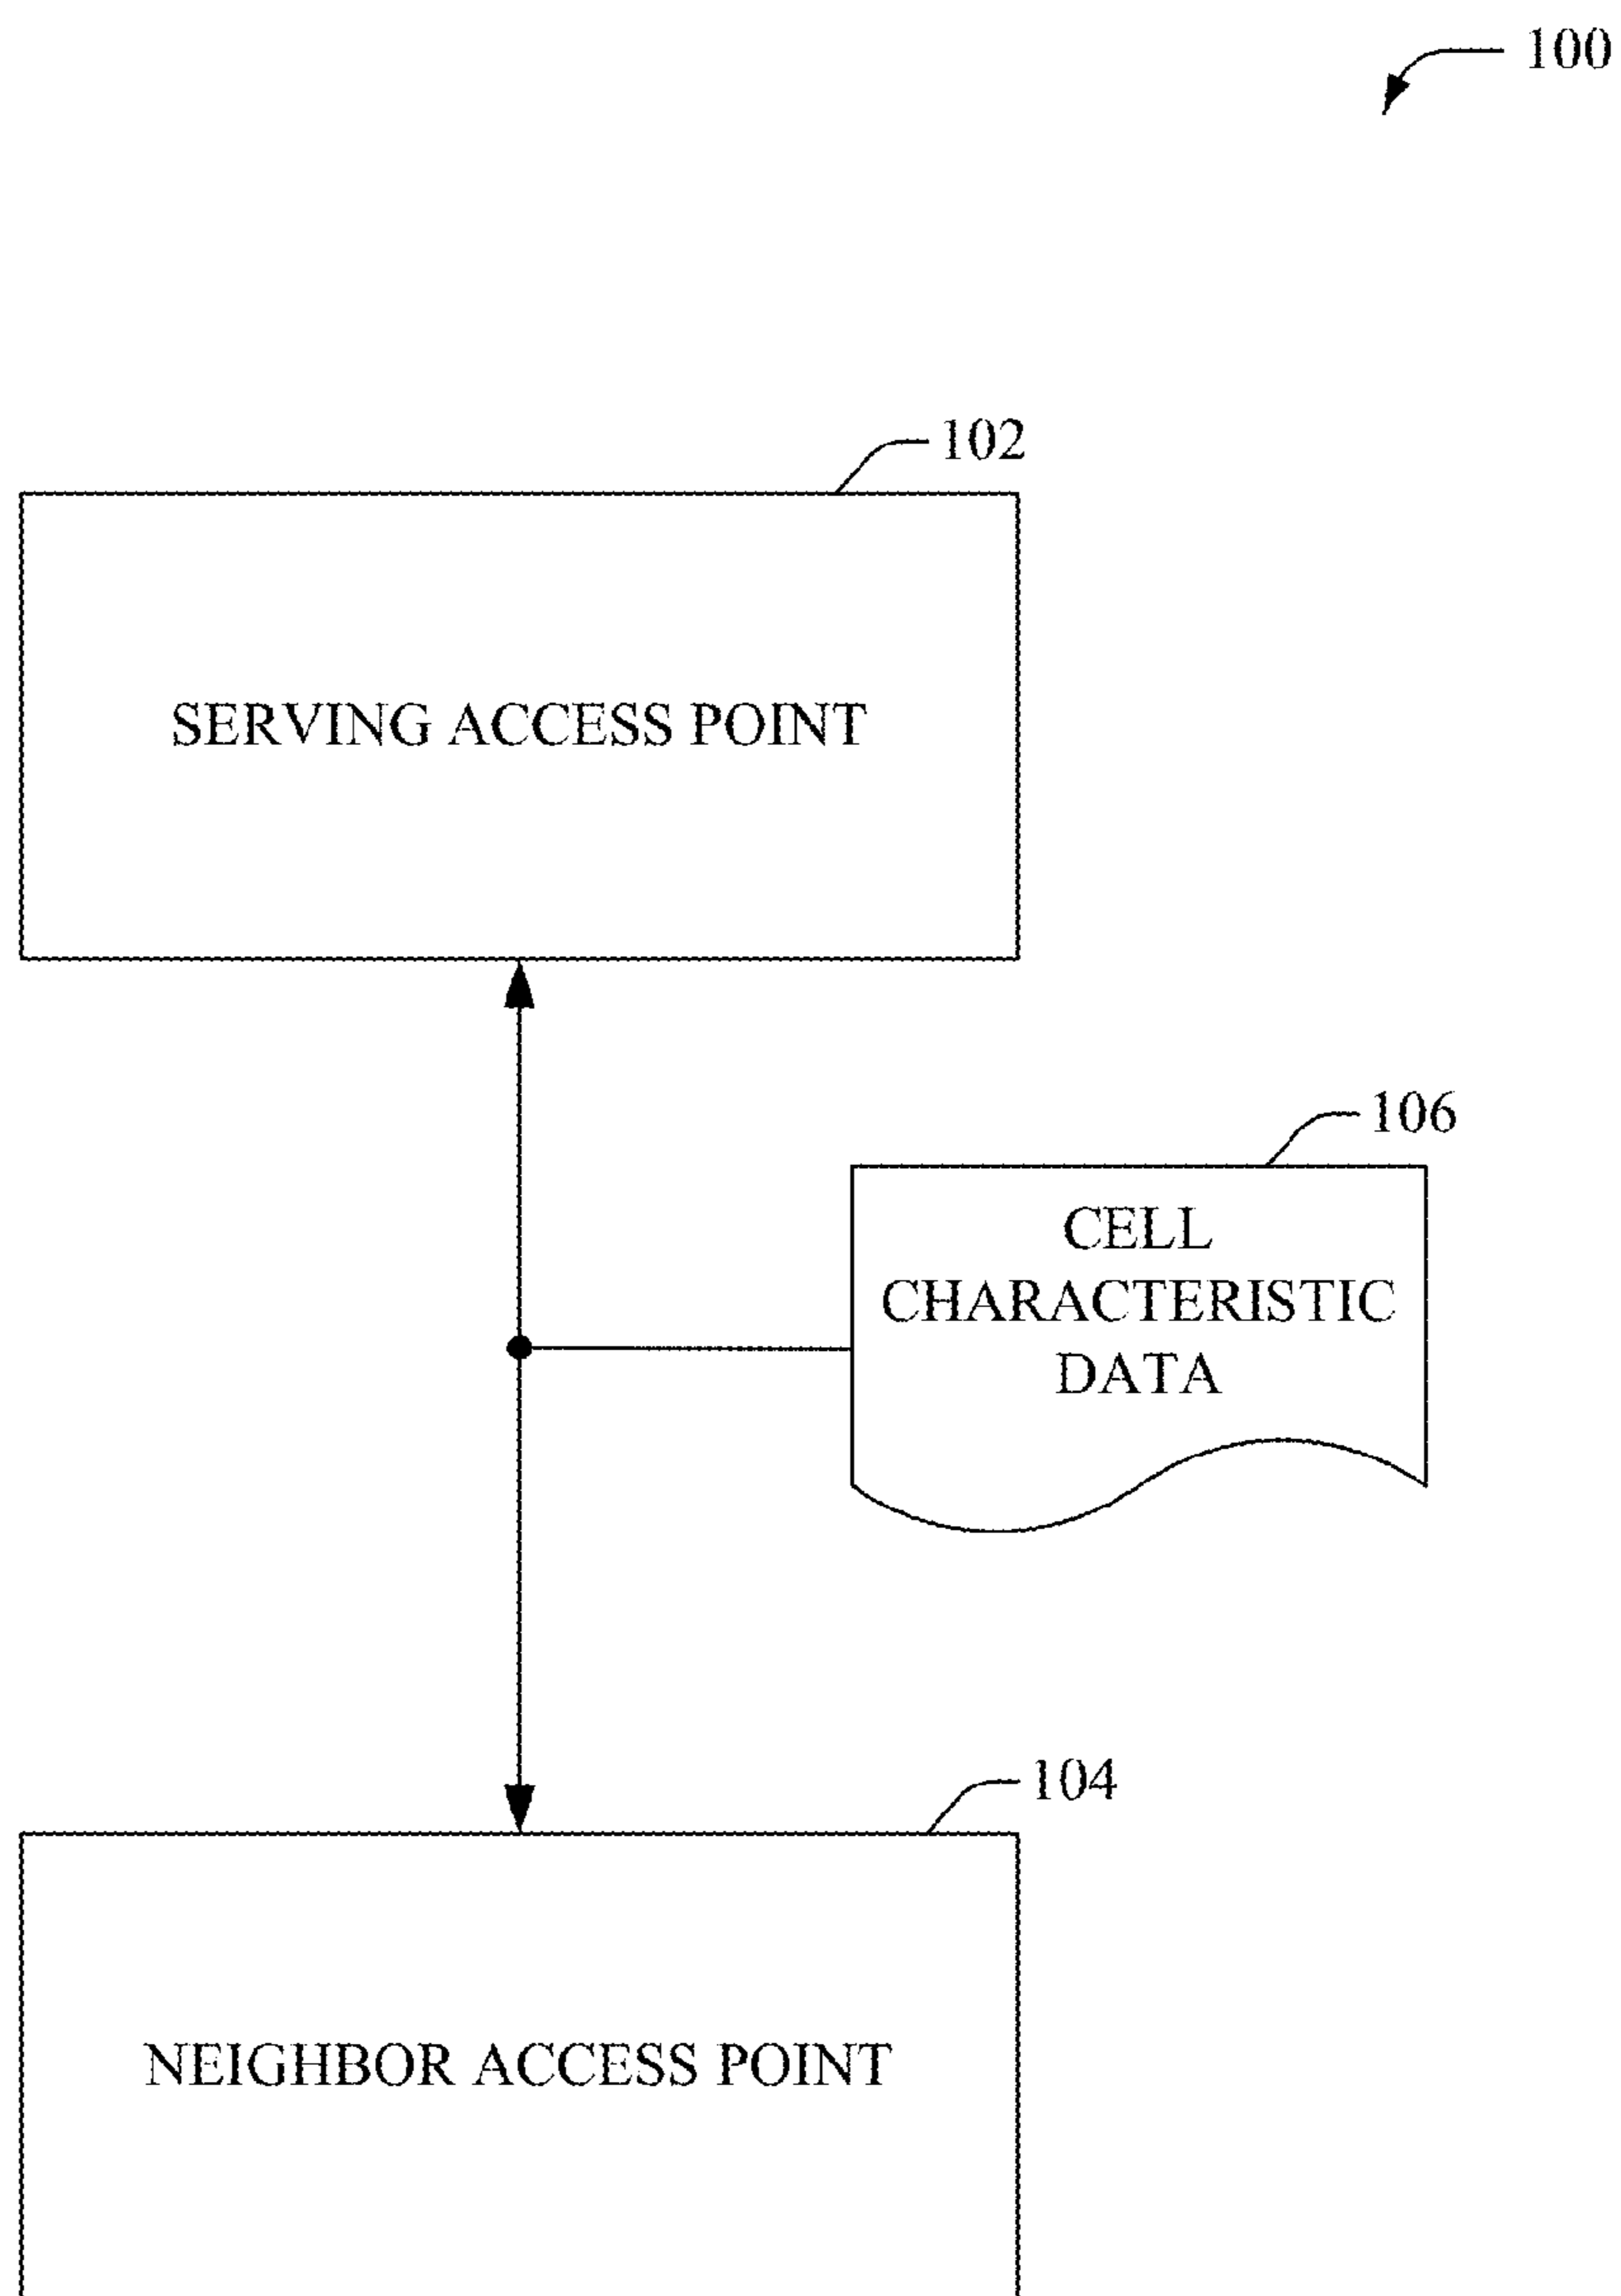 100
102
SERVING ACCESS POINT
106
CELL
CHARACTERISTIC
DATA
104
NEIGHBOR ACCESS POINT